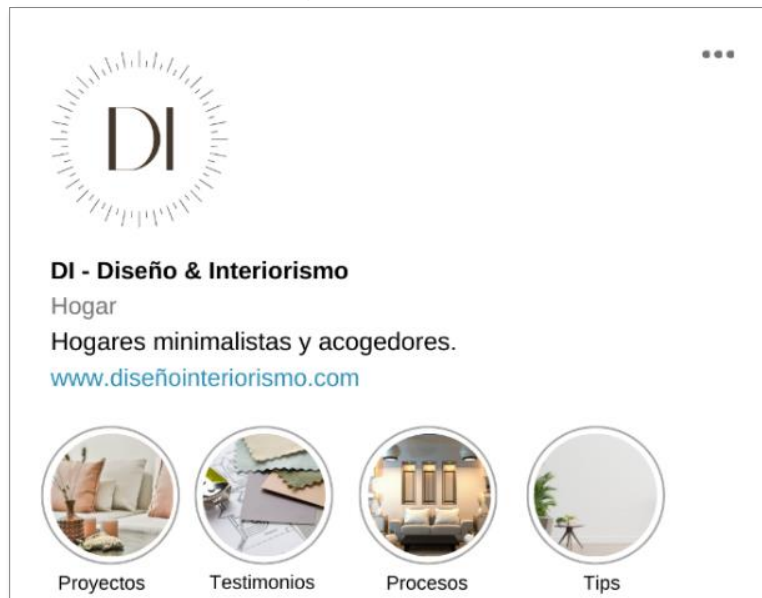 DI
DI - Diseño & Interiorismo
Hogar
Hogares minimalistas y acogedores.
www.diseñointeriorismo.com
Proyectos Testimonios Procesos Tips